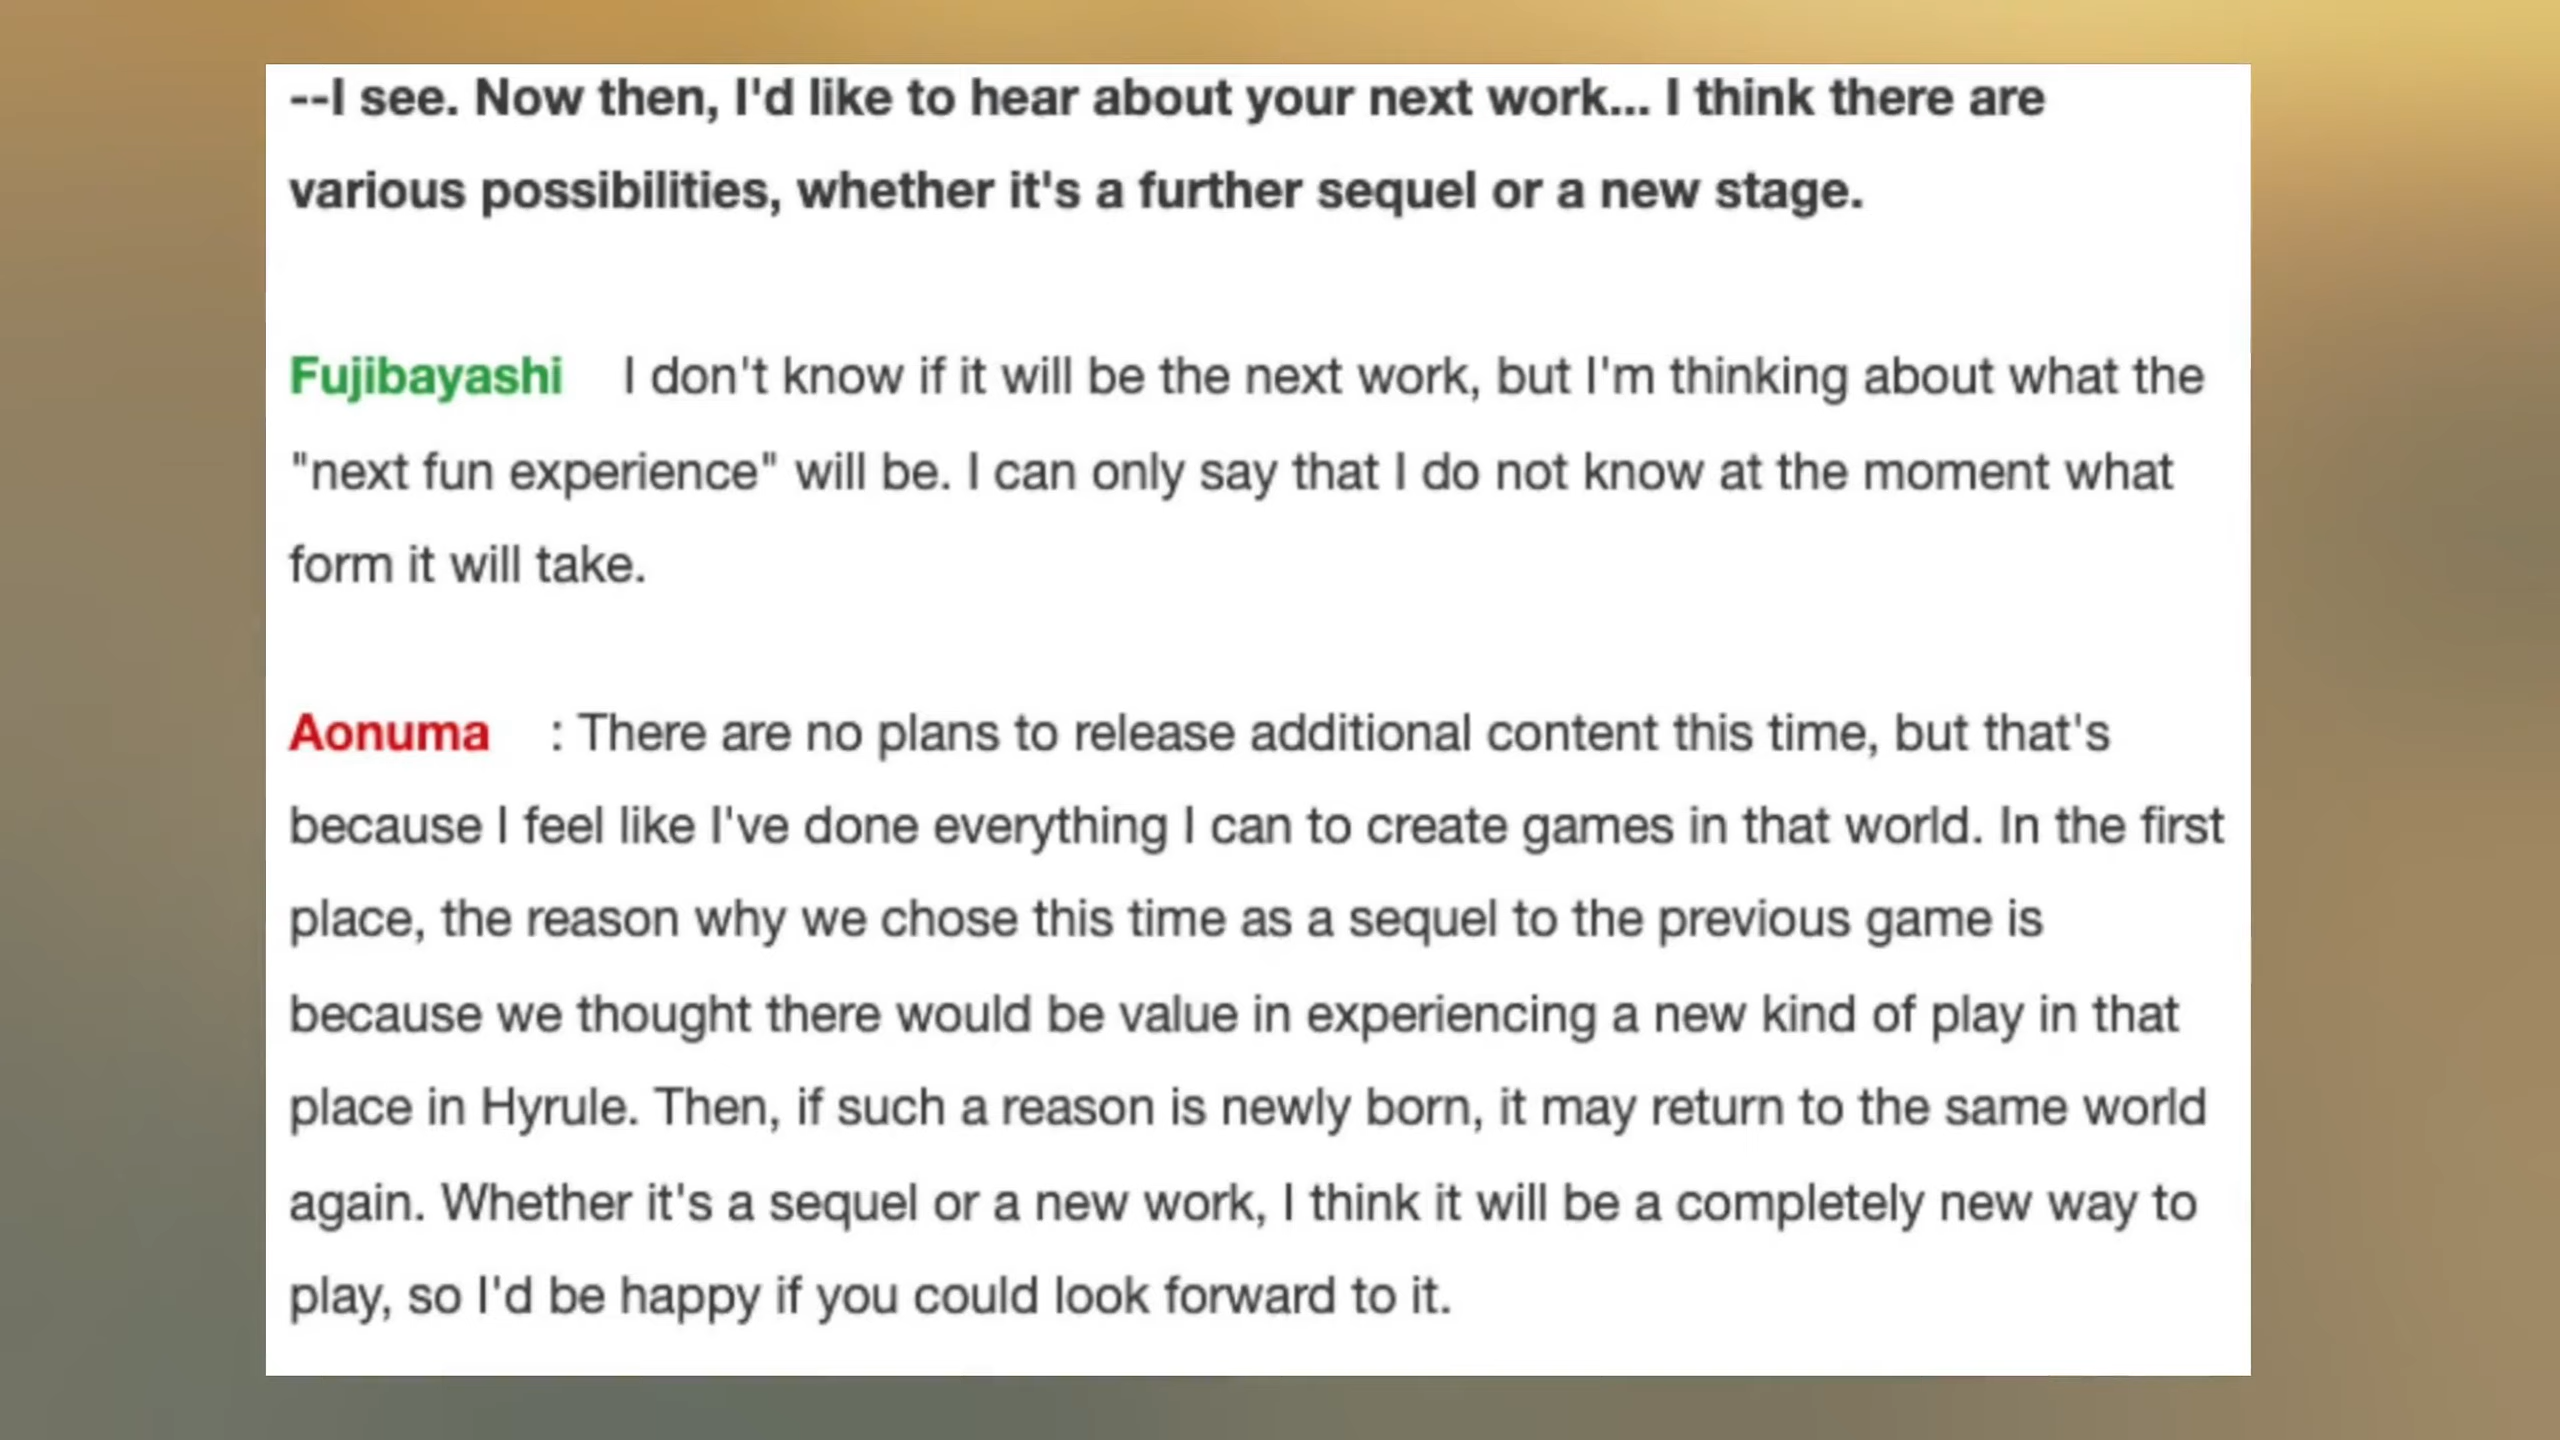 --I see. Now then, I'd like to hear about your next work... I think there are
various possibilities, whether it's a further sequel or a new stage.
Fujibayashi I don't know if it will be the next work, but I'm thinking about what the
"next fun experience" will be. I can only say that I do not know at the moment what
form it will take.
Aonuma : There are no plans to release additional content this time, but that's
because I feel like I've done everything I can to create games in that world. In the first
place, the reason why we chose this time as a sequel to the previous game is
because we thought there would be value in experiencing a new kind of play in that
place in Hyrule. Then, if such a reason is newly born, it may return to the same world
again. Whether it's a sequel or a new work, I think it will be a completely new way to
play, so I'd be happy if you could look forward to it.